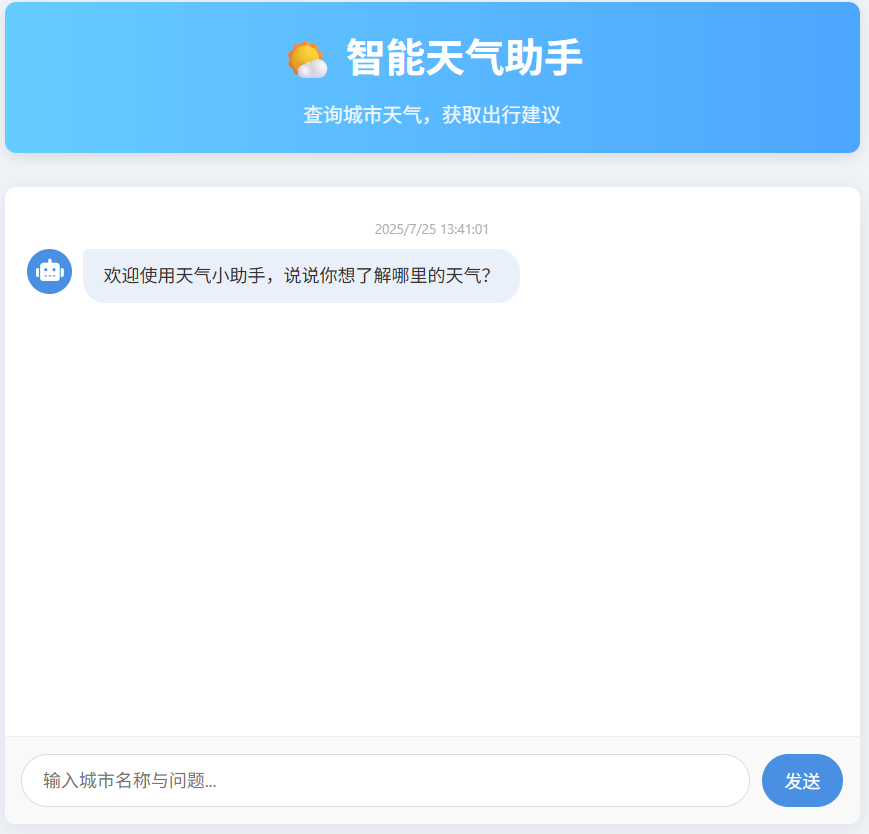 智能天气助手
查询城市天气，获取出行建议
2025/7/25 13:41:01
欢迎使用天气小助手，说说你想了解哪里的天气？
输入城市名称与问题...
发送